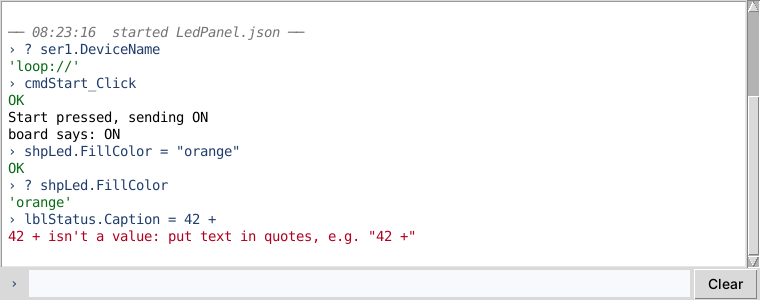 ── 08:23:16  started LedPanel.json ──
› ? ser1.DeviceName
'loop://'
› cmdStart_Click
OK
Start pressed, sending ON
board says: ON
› shpLed.FillColor = "orange"
OK
› ? shpLed.FillColor
'orange'
› lblStatus.Caption = 42 +
42 + isn't a value: put text in quotes, e.g. "42 +"
› Clear